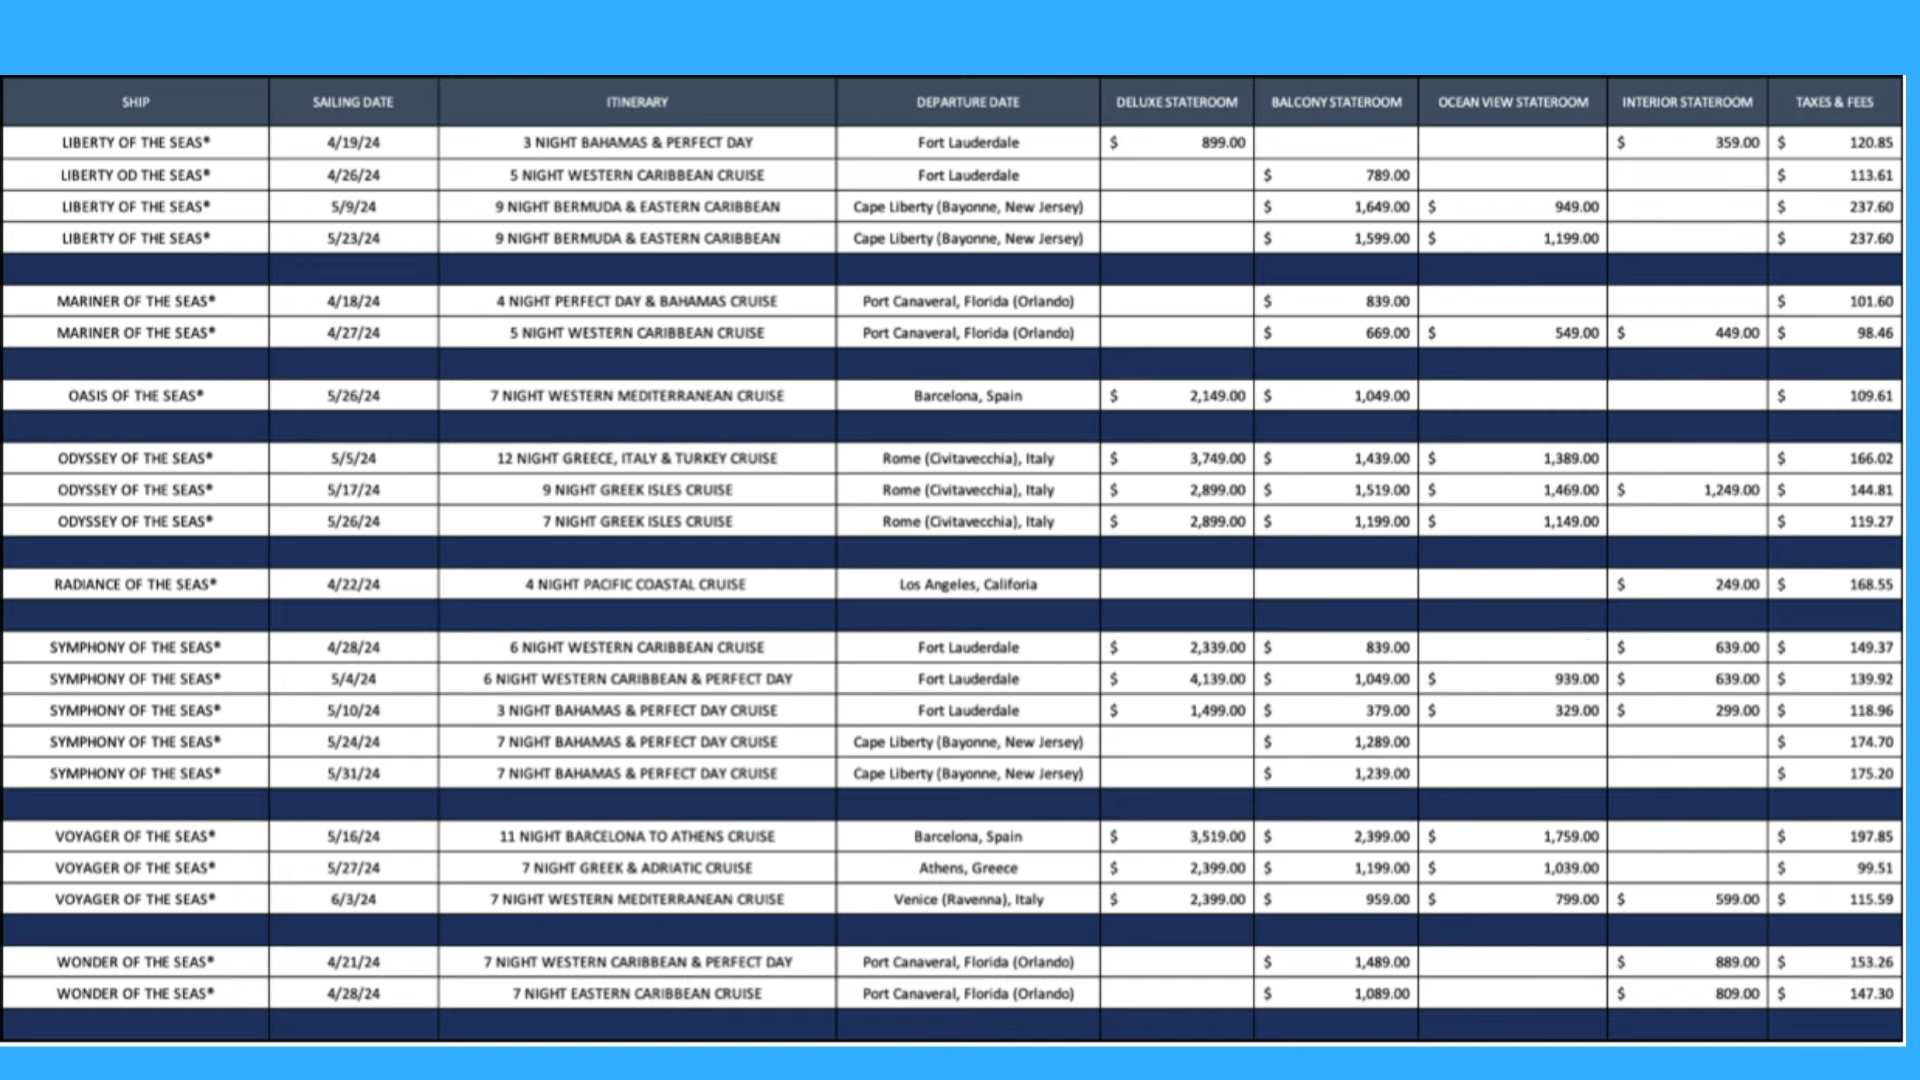 SHIP SAILING DATE ITINERARY DEPARTURE DATE DELUXE STATEROOM BALCONY STATEROOM OCEAN VIEW STATEROOM INTERIOR STATEROOM TAXES & FEES
LIBERTY OF THE SEAS® 4/19/24 3 NIGHT BAHAMAS & PERFECT DAY Fort Lauderdale $ 899.00 $ 359.00 $ 120.85
LIBERTY OD THE SEAS® 4/26/24 5 NIGHT WESTERN CARIBBEAN CRUISE Fort Lauderdale $ 789.00 $ 113.61
LIBERTY OF THE SEAS® 5/9/24 9 NIGHT BERMUDA & EASTERN CARIBBEAN Cape Liberty (Bayonne, New Jersey) $ 1,649.00 $ 949.00 $ 237.60
LIBERTY OF THE SEAS® 5/23/24 9 NIGHT BERMUDA & EASTERN CARIBBEAN Cape Liberty (Bayonne, New Jersey) $ 1,599.00 $ 1,199.00 $ 237.60
MARINER OF THE SEAS® 4/18/24 4 NIGHT PERFECT DAY & BAHAMAS CRUISE Port Canaveral, Florida (Orlando) $ 839.00 $ 101.60
MARINER OF THE SEAS® 4/27/24 5 NIGHT WESTERN CARIBBEAN CRUISE Port Canaveral, Florida (Orlando) $ 669.00 $ 549.00 $ 449.00 $ 98.46
OASIS OF THE SEAS® 5/26/24 7 NIGHT WESTERN MEDITERRANEAN CRUISE Barcelona, Spain $ 2,149.00 $ 1,049.00 $ 109.61
ODYSSEY OF THE SEAS® 5/5/24 12 NIGHT GREECE, ITALY & TURKEY CRUISE Rome (Civitavecchia), Italy $ 3,749.00 $ 1,439.00 $ 1,389.00 $ 166.02
ODYSSEY OF THE SEAS® 5/17/24 9 NIGHT GREEK ISLES CRUISE Rome (Civitavecchia), Italy $ 2,899.00 $ 1,519.00 $ 1,469.00 $ 1,249.00 $ 144.81
ODYSSEY OF THE SEAS® 5/26/24 7 NIGHT GREEK ISLES CRUISE Rome (Civitavecchia), Italy $ 2,899.00 $ 1,199.00 $ 1,149.00 $ 119.27
RADIANCE OF THE SEAS® 4/22/24 4 NIGHT PACIFIC COASTAL CRUISE Los Angeles, Califoria $ 249.00 $ 168.55
SYMPHONY OF THE SEAS® 4/28/24 6 NIGHT WESTERN CARIBBEAN CRUISE Fort Lauderdale $ 2,339.00 $ 839.00 $ 639.00 $ 149.37
SYMPHONY OF THE SEAS® 5/4/24 6 NIGHT WESTERN CARIBBEAN & PERFECT DAY Fort Lauderdale $ 4,139.00 $ 1,049.00 $ 939.00 $ 639.00 $ 139.92
SYMPHONY OF THE SEAS® 5/10/24 3 NIGHT BAHAMAS & PERFECT DAY CRUISE Fort Lauderdale $ 1,499.00 $ 379.00 $ 329.00 $ 299.00 $ 118.96
SYMPHONY OF THE SEAS® 5/24/24 7 NIGHT BAHAMAS & PERFECT DAY CRUISE Cape Liberty (Bayonne, New Jersey) $ 1,289.00 $ 174.70
SYMPHONY OF THE SEAS® 5/31/24 7 NIGHT BAHAMAS & PERFECT DAY CRUISE Cape Liberty (Bayonne, New Jersey) $ 1,239.00 $ 175.20
VOYAGER OF THE SEAS® 5/16/24 11 NIGHT BARCELONA TO ATHENS CRUISE Barcelona, Spain $ 3,519.00 $ 2,399.00 $ 1,759.00 $ 197.85
VOYAGER OF THE SEAS® 5/27/24 7 NIGHT GREEK & ADRIATIC CRUISE Athens, Greece $ 2,399.00 $ 1,199.00 $ 1,039.00 $ 99.51
VOYAGER OF THE SEAS® 6/3/24 7 NIGHT WESTERN MEDITERRANEAN CRUISE Venice (Ravenna), Italy $ 2,399.00 $ 959.00 $ 799.00 $ 599.00 $ 115.59
WONDER OF THE SEAS® 4/21/24 7 NIGHT WESTERN CARIBBEAN & PERFECT DAY Port Canaveral, Florida (Orlando) $ 1,489.00 $ 889.00 $ 153.26
WONDER OF THE SEAS® 4/28/24 7 NIGHT EASTERN CARIBBEAN CRUISE Port Canaveral, Florida (Orlando) $ 1,089.00 $ 809.00 $ 147.30